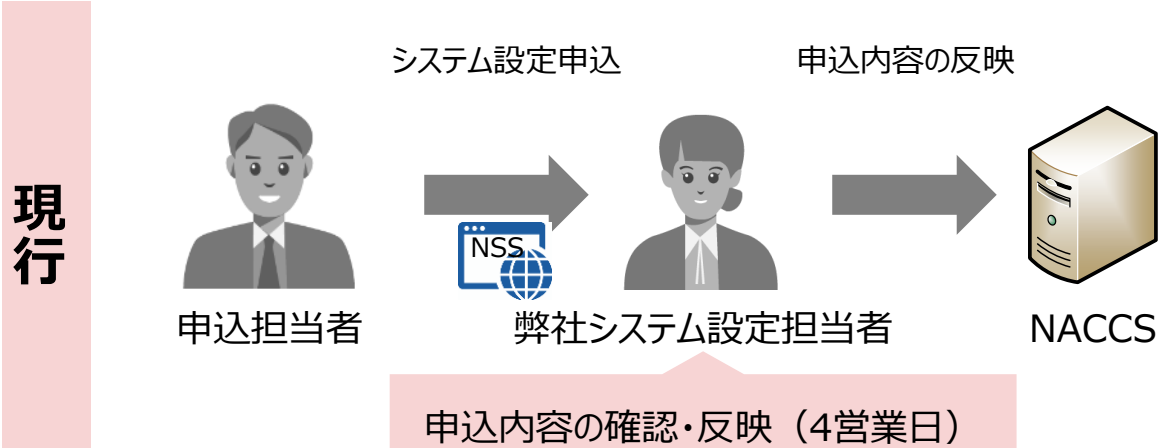 現行
システム設定申込
申込内容の反映
NSS
申込担当者
弊社システム設定担当者
NACCS
申込内容の確認・反映（4営業日）